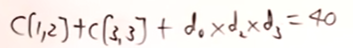 C[1,2]+C[3,3] + d₀×d₂×d₃=40